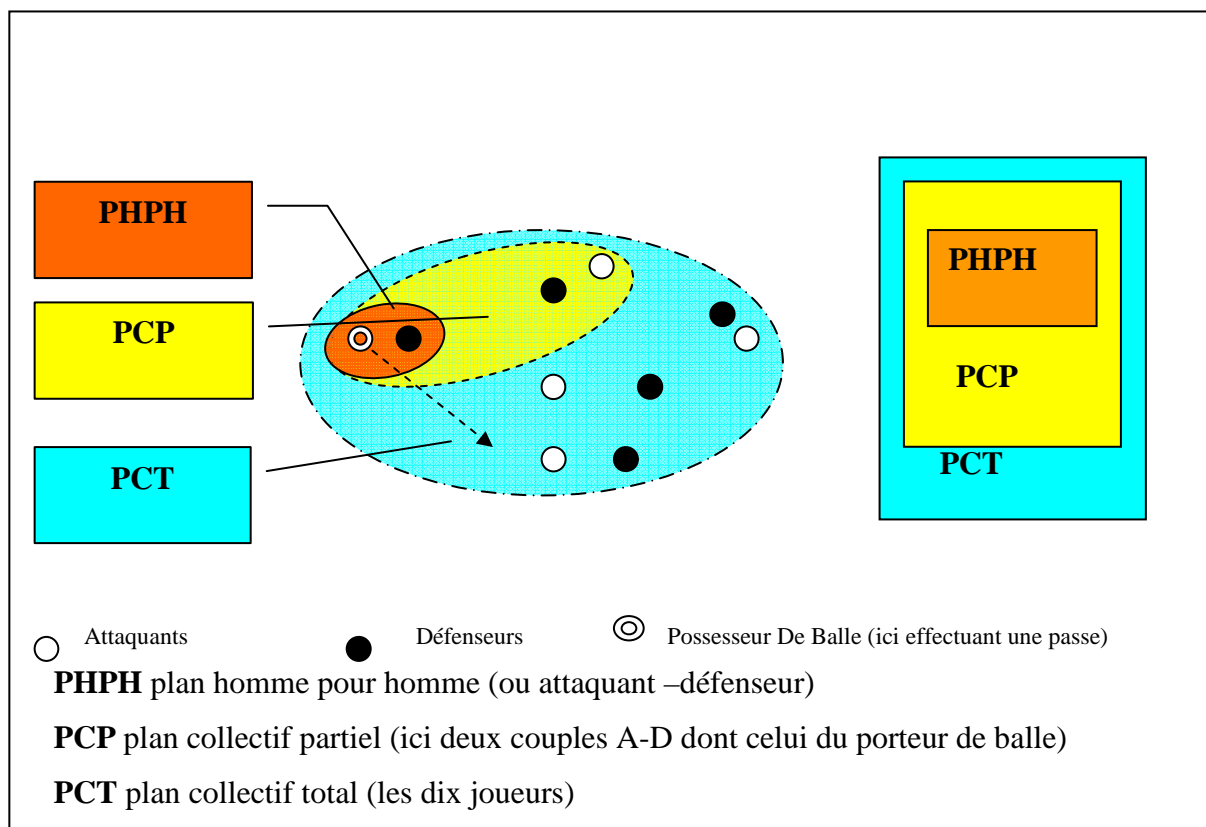 PHPH
PCP
PCT
PHPH
PCP
PCT
Attaquants
Défenseurs
Possesseur De Balle (ici effectuant une passe)
PHPH plan homme pour homme (ou attaquant –défenseur)
PCP plan collectif partiel (ici deux couples A-D dont celui du porteur de balle)
PCT plan collectif total (les dix joueurs)